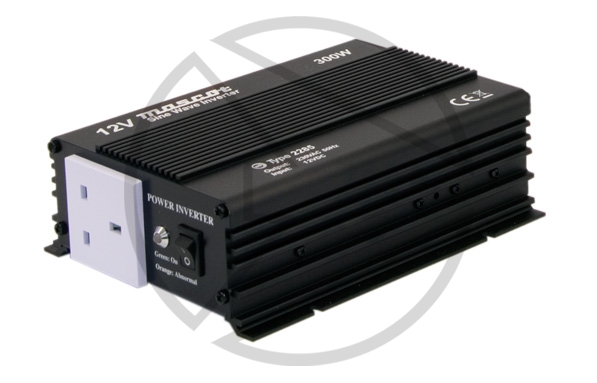 12V mascot
Sine Wave Inverter
300W
CE
Type 2285
Output: 230VAC 50Hz
Input: 12VDC
POWER INVERTER
Green: On
Orange: Abnormal